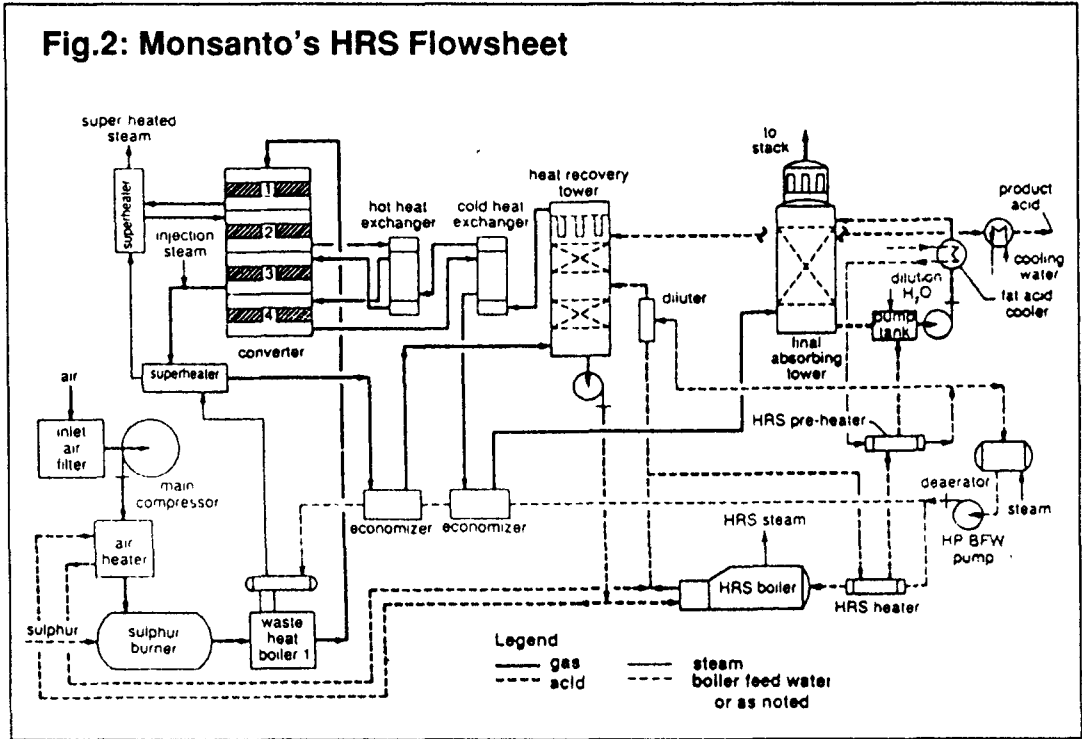 Fig.2: Monsanto's HRS Flowsheet
super heated
steam
superheater
injection
steam
1
2
3
4
converter
superheater
hot heat
exchanger
cold heat
exchanger
heat recovery
tower
diluter
to
stack
final
absorbing
tower
product
acid
cooling
water
fat acid
cooler
dilution
H2O
pump
tank
HRS pre-heater
deaerator
steam
HP BFW
pump
air
inlet
air
filter
main
compressor
air
heater
sulphur
sulphur
burner
waste
heat
boiler 1
economizer
economizer
HRS steam
HRS boiler
HRS heater
Legend
gas
acid
steam
boiler feed water
or as noted